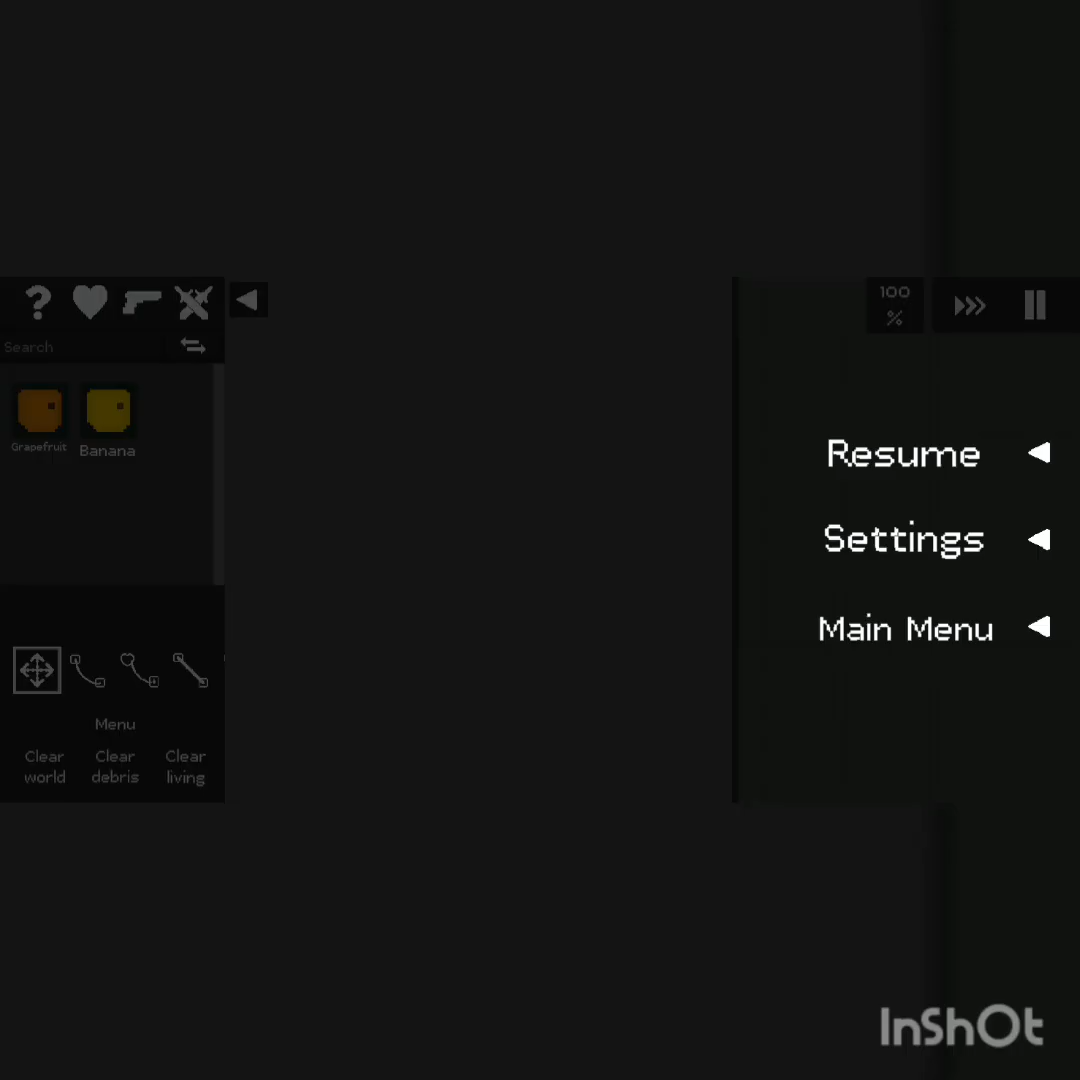 100
%
Search
Grapefruit
Banana
Resume
Settings
Main Menu
Menu
Clear world
Clear debris
Clear living
InShOt